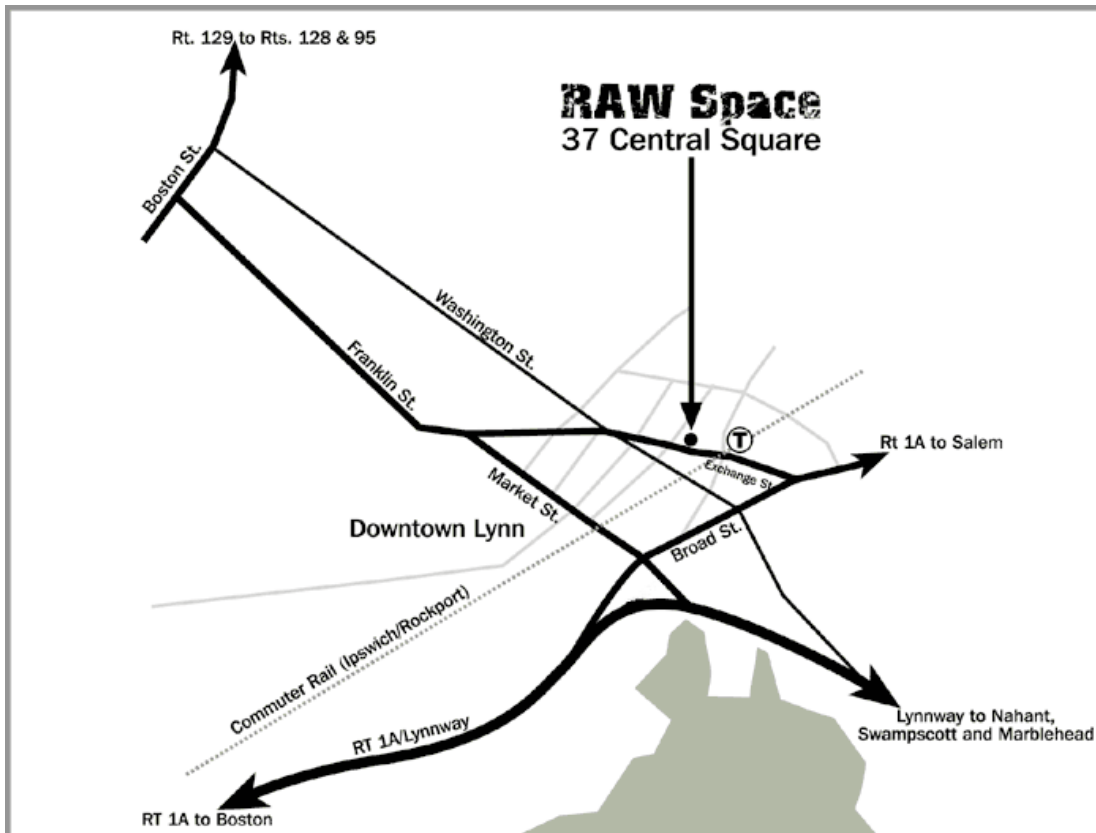 Rt. 129 to Rts. 128 & 95
RAW Space
37 Central Square
Boston St.
Washington St.
Franklin St.
T
Rt 1A to Salem
Exchange St.
Market St.
Downtown Lynn
Broad St.
Commuter Rail (Ipswich/Rockport)
RT 1A/Lynnway
Lynnway to Nahant,
Swampscott and Marblehead
RT 1A to Boston